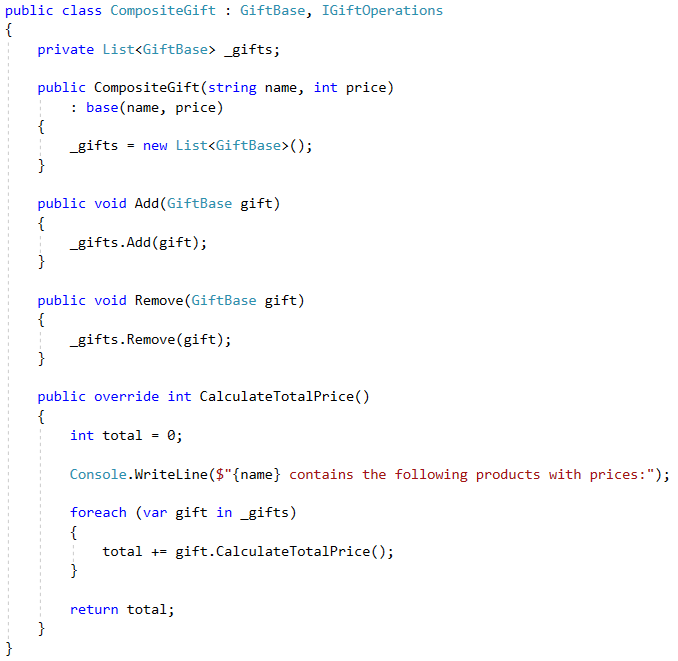 public class CompositeGift : GiftBase, IGiftOperations
{
    private List<GiftBase> _gifts;

    public CompositeGift(string name, int price)
        : base(name, price)
    {
        _gifts = new List<GiftBase>();
    }

    public void Add(GiftBase gift)
    {
        _gifts.Add(gift);
    }

    public void Remove(GiftBase gift)
    {
        _gifts.Remove(gift);
    }

    public override int CalculateTotalPrice()
    {
        int total = 0;

        Console.WriteLine($"{name} contains the following products with prices:");

        foreach (var gift in _gifts)
        {
            total += gift.CalculateTotalPrice();
        }

        return total;
    }
}